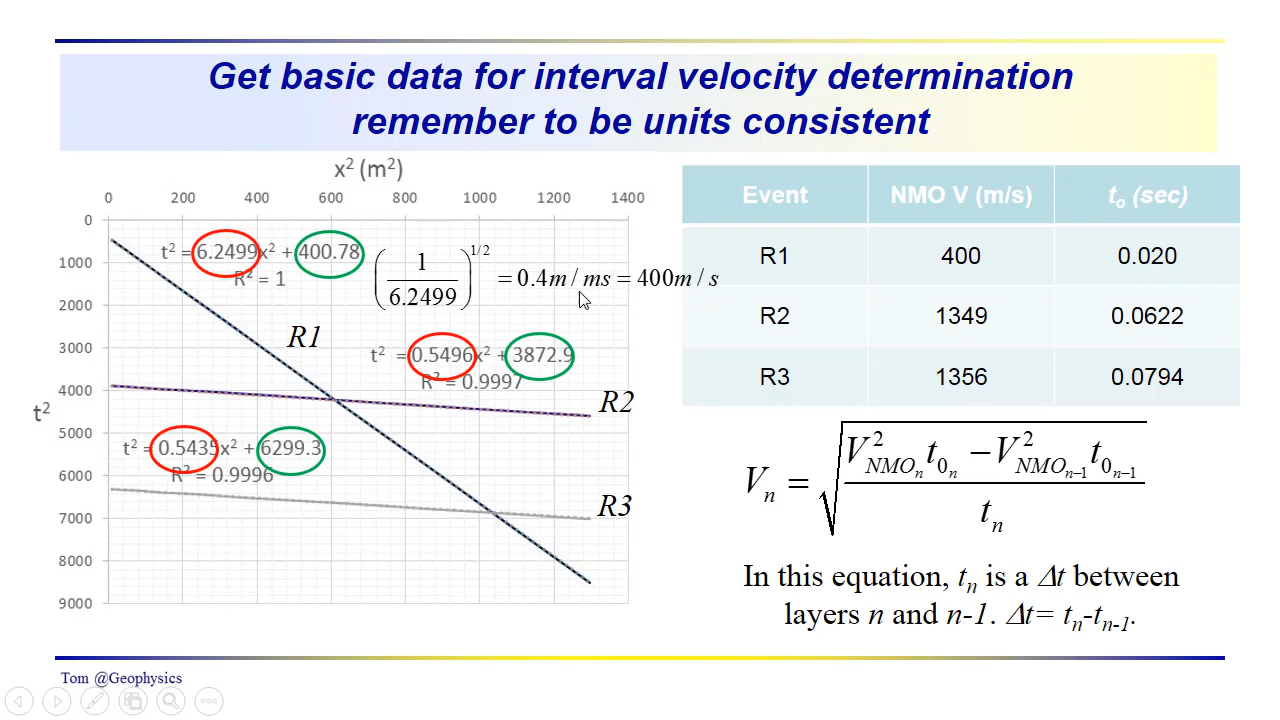 Get basic data for interval velocity determination
remember to be units consistent
x² (m²)
0 200 400 600 800 1000 1200 1400
0
1000
2000
3000
4000
5000
6000
7000
8000
9000
t²
t² = 6.2499x² + 400.78
R² = 1
(1/6.2499)^1/2 = 0.4m / ms = 400m / s
R1
t² = 0.5496x² + 3872.9
R² = 0.9997
R2
t² = 0.5435x² + 6299.3
R² = 0.9996
R3
Event NMO V (m/s) t₀ (sec)
R1 400 0.020
R2 1349 0.0622
R3 1356 0.0794
Vₙ = √((V²_NMOₙ t₀ₙ − V²_NMOₙ₋₁ t₀ₙ₋₁) / tₙ)
In this equation, tₙ is a Δt between
layers n and n-1. Δt= tₙ-tₙ₋₁.
Tom @Geophysics